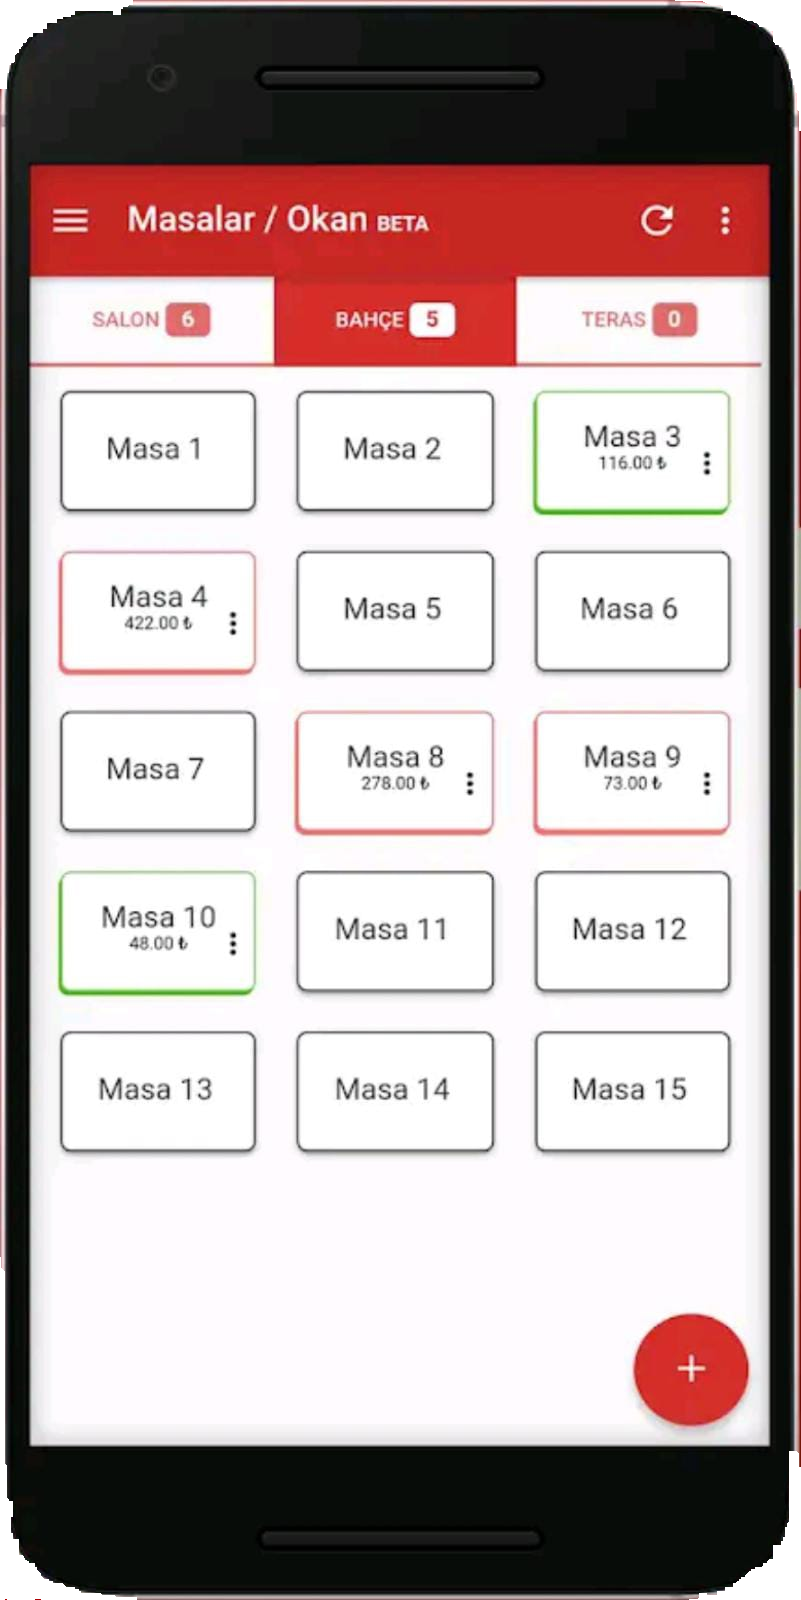 Masalar / Okan BETA
SALON 6
BAHÇE 5
TERAS 0
Masa 1
Masa 2
Masa 3
116.00 ₺
Masa 4
422.00 ₺
Masa 5
Masa 6
Masa 7
Masa 8
278.00 ₺
Masa 9
73.00 ₺
Masa 10
48.00 ₺
Masa 11
Masa 12
Masa 13
Masa 14
Masa 15
+